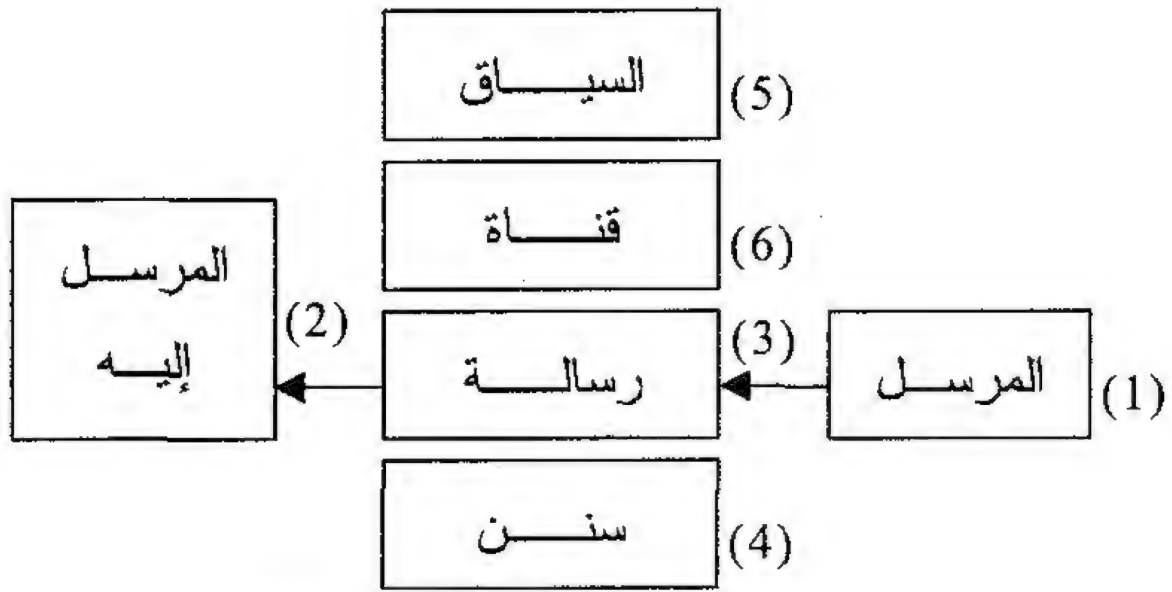 السياق (5)
قناة (6)
المرسل (1)
رسالة (3)
المرسل (2)
إليه
سنن (4)